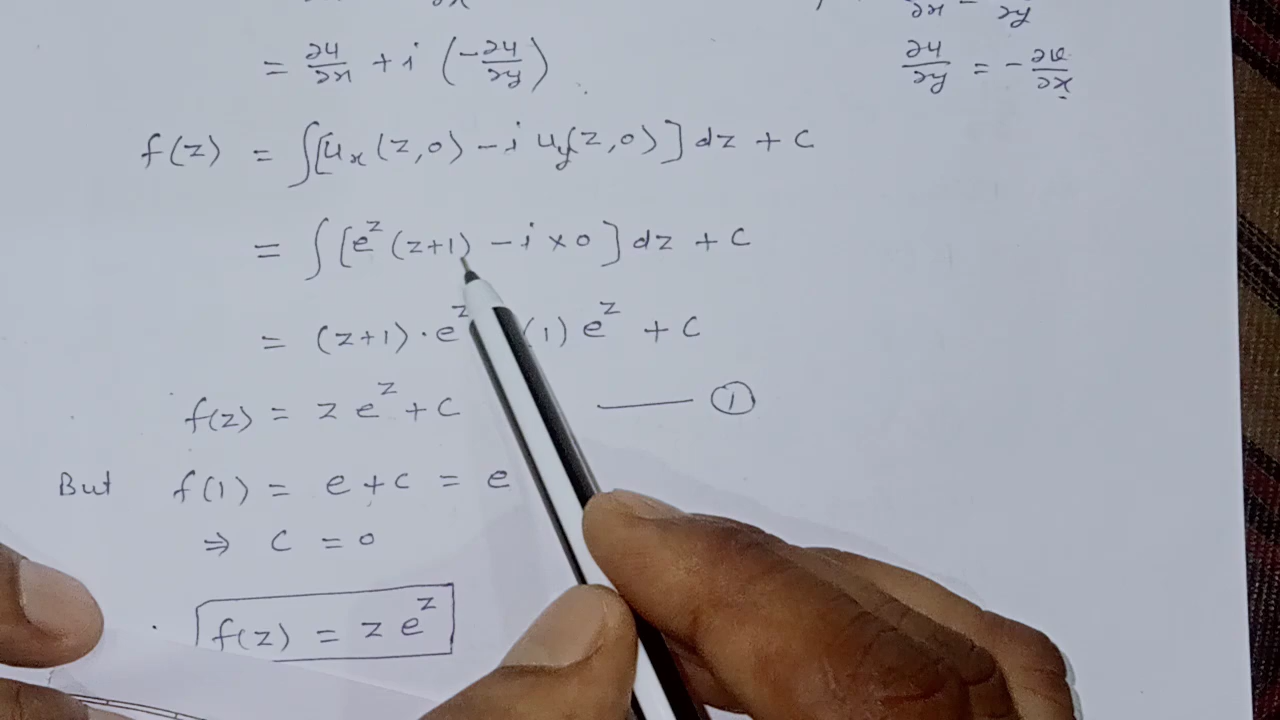 = ∂u/∂x + i (-∂u/∂y)
∂u/∂y = - ∂v/∂x
f(z) = ∫[u_x(z,0) - i u_y(z,0)] dz + C
= ∫[e^z (z+1) - i × 0] dz + C
= (z+1) · e^z (1) e^z + C
f(z) = z e^z + C ——— ①
But f(1) = e + c = e
⇒ C = 0
f(z) = z e^z